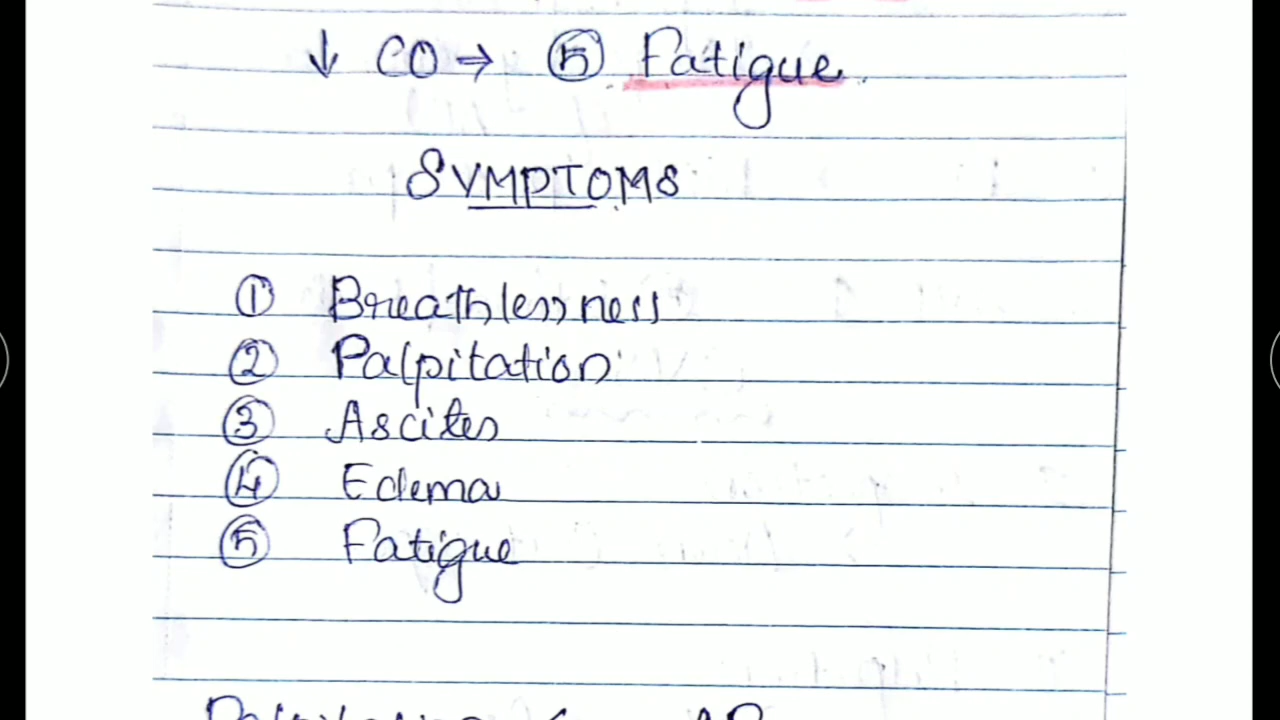 ↓ CO → ⑤ Fatigue.
SYMPTOMS
① Breathlessness
② Palpitation
③ Ascites
④ Edema
⑤ Fatigue